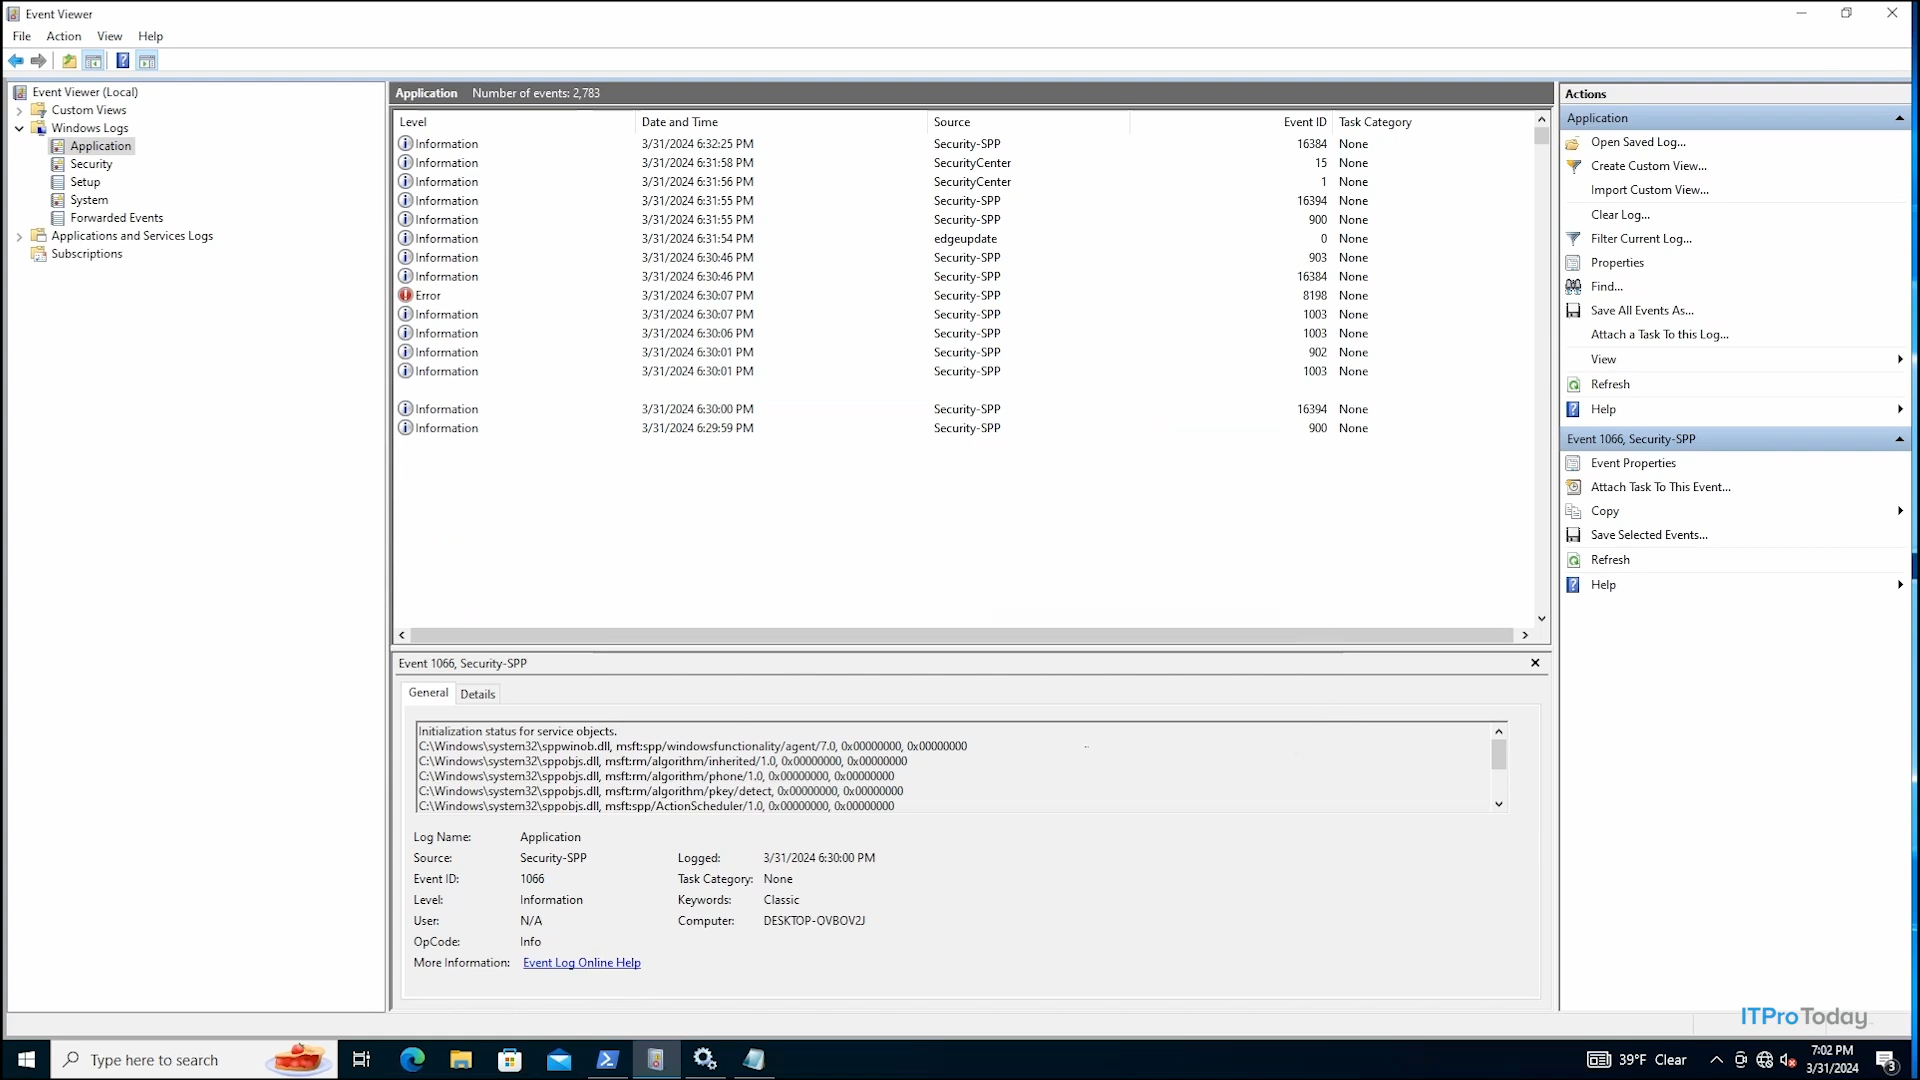 Event Viewer
File Action View Help
Event Viewer (Local)
Custom Views
Windows Logs
Application
Security
Setup
System
Forwarded Events
Applications and Services Logs
Subscriptions
Application Number of events: 2,783
Level Date and Time Source Event ID Task Category
Information 3/31/2024 6:32:25 PM Security-SPP 16384 None
Information 3/31/2024 6:31:58 PM SecurityCenter 15 None
Information 3/31/2024 6:31:56 PM SecurityCenter 1 None
Information 3/31/2024 6:31:55 PM Security-SPP 16394 None
Information 3/31/2024 6:31:55 PM Security-SPP 900 None
Information 3/31/2024 6:31:54 PM edgeupdate 0 None
Information 3/31/2024 6:30:46 PM Security-SPP 903 None
Information 3/31/2024 6:30:46 PM Security-SPP 16384 None
Error 3/31/2024 6:30:07 PM Security-SPP 8198 None
Information 3/31/2024 6:30:07 PM Security-SPP 1003 None
Information 3/31/2024 6:30:06 PM Security-SPP 1003 None
Information 3/31/2024 6:30:01 PM Security-SPP 902 None
Information 3/31/2024 6:30:01 PM Security-SPP 1003 None
Information 3/31/2024 6:30:00 PM Security-SPP 16394 None
Information 3/31/2024 6:29:59 PM Security-SPP 900 None
Event 1066, Security-SPP
General Details
Initialization status for service objects.
C:\Windows\system32\sppwinob.dll, msft:spp/windowsfunctionality/agent/7.0, 0x00000000, 0x00000000
C:\Windows\system32\sppobjs.dll, msft:rm/algorithm/inherited/1.0, 0x00000000, 0x00000000
C:\Windows\system32\sppobjs.dll, msft:rm/algorithm/phone/1.0, 0x00000000, 0x00000000
C:\Windows\system32\sppobjs.dll, msft:rm/algorithm/pkey/detect, 0x00000000, 0x00000000
C:\Windows\system32\sppobjs.dll, msft:spp/ActionScheduler/1.0, 0x00000000, 0x00000000
Log Name: Application
Source: Security-SPP Logged: 3/31/2024 6:30:00 PM
Event ID: 1066 Task Category: None
Level: Information Keywords: Classic
User: N/A Computer: DESKTOP-OVBOV2J
OpCode: Info
More Information: Event Log Online Help
Actions
Application
Open Saved Log...
Create Custom View...
Import Custom View...
Clear Log...
Filter Current Log...
Properties
Find...
Save All Events As...
Attach a Task To this Log...
View
Refresh
Help
Event 1066, Security-SPP
Event Properties
Attach Task To This Event...
Copy
Save Selected Events...
Refresh
Help
ITProToday
Type here to search
39°F Clear
7:02 PM
3/31/2024
3